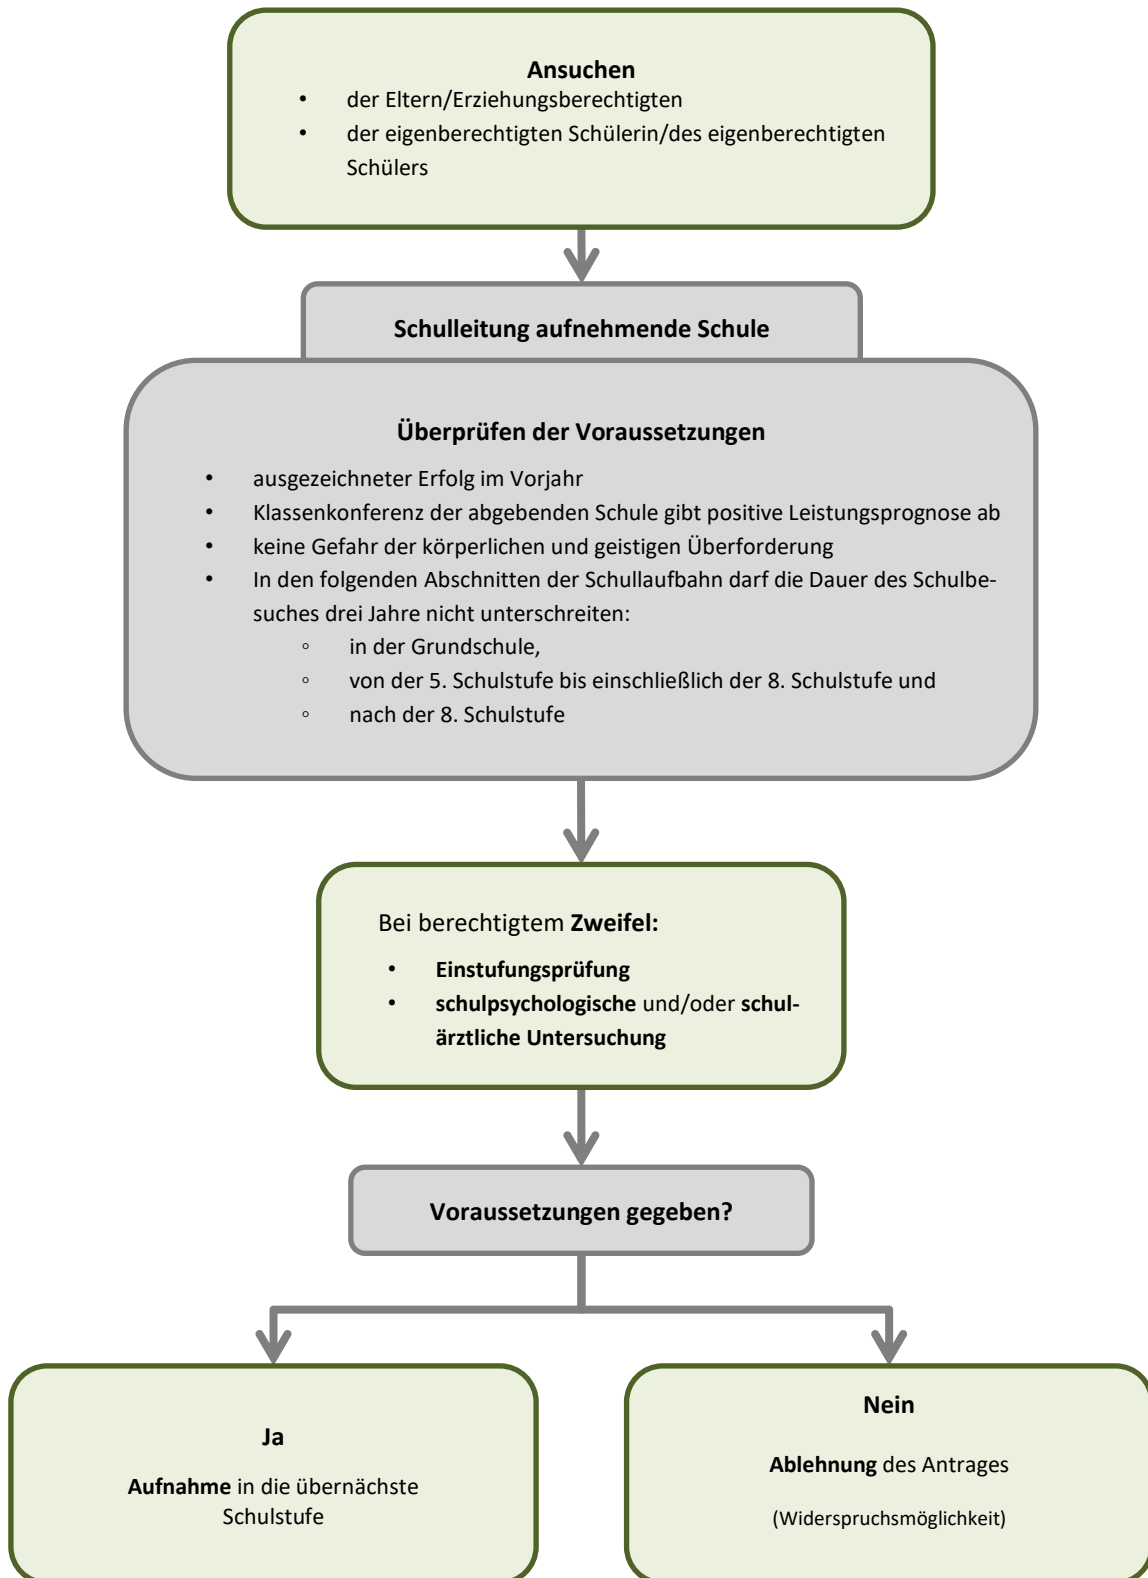 Ansuchen
• der Eltern/Erziehungsberechtigten
• der eigenberechtigten Schülerin/des eigenberechtigten
Schülers
Schulleitung aufnehmende Schule
Überprüfen der Voraussetzungen
• ausgezeichneter Erfolg im Vorjahr
• Klassenkonferenz der abgebenden Schule gibt positive Leistungsprognose ab
• keine Gefahr der körperlichen und geistigen Überforderung
• In den folgenden Abschnitten der Schullaufbahn darf die Dauer des Schulbe-
suches drei Jahre nicht unterschreiten:
◦ in der Grundschule,
◦ von der 5. Schulstufe bis einschließlich der 8. Schulstufe und
◦ nach der 8. Schulstufe
Bei berechtigtem Zweifel:
• Einstufungsprüfung
• schulpsychologische und/oder schul-
ärztliche Untersuchung
Voraussetzungen gegeben?
Ja
Aufnahme in die übernächste
Schulstufe
Nein
Ablehnung des Antrages
(Widerspruchsmöglichkeit)